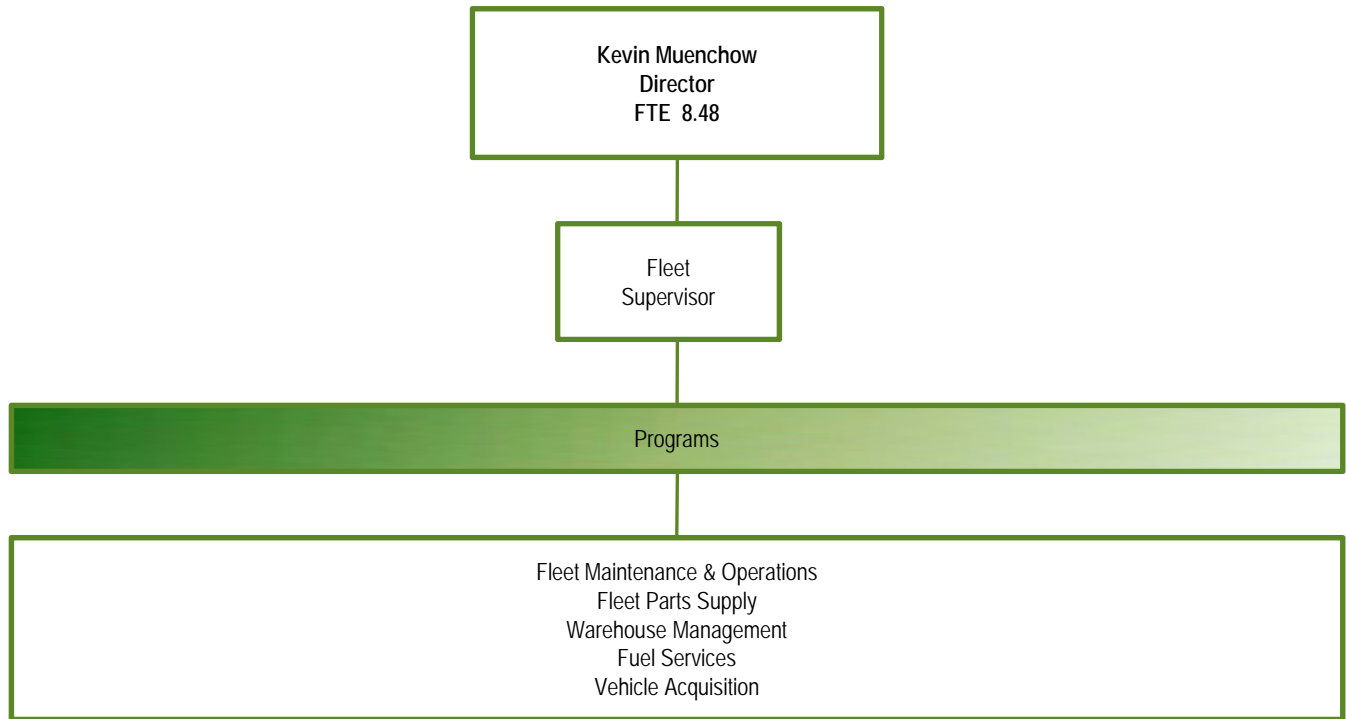 Kevin Muenchow
Director
FTE 8.48
Fleet
Supervisor
Programs
Fleet Maintenance & Operations
Fleet Parts Supply
Warehouse Management
Fuel Services
Vehicle Acquisition